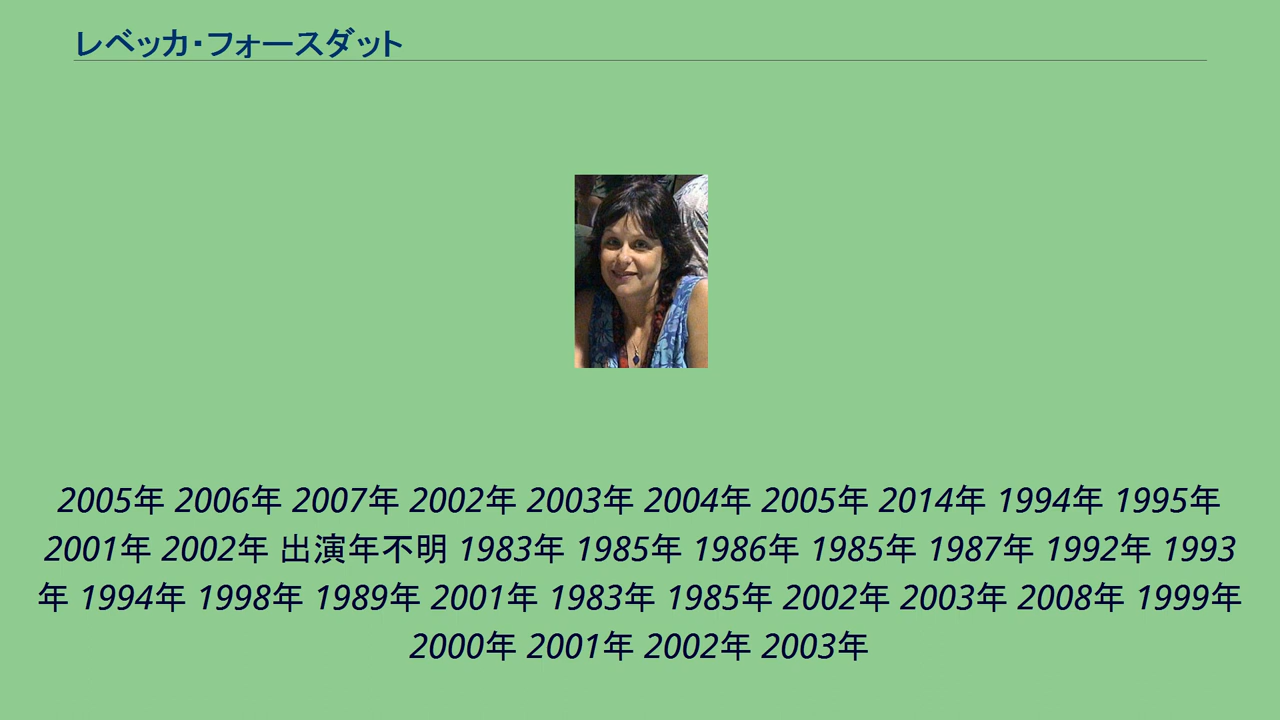 レベッカ・フォースダット
2005年 2006年 2007年 2002年 2003年 2004年 2005年 2014年 1994年 1995年
2001年 2002年 出演年不明 1983年 1985年 1986年 1985年 1987年 1992年 1993
年 1994年 1998年 1989年 2001年 1983年 1985年 2002年 2003年 2008年 1999年
2000年 2001年 2002年 2003年